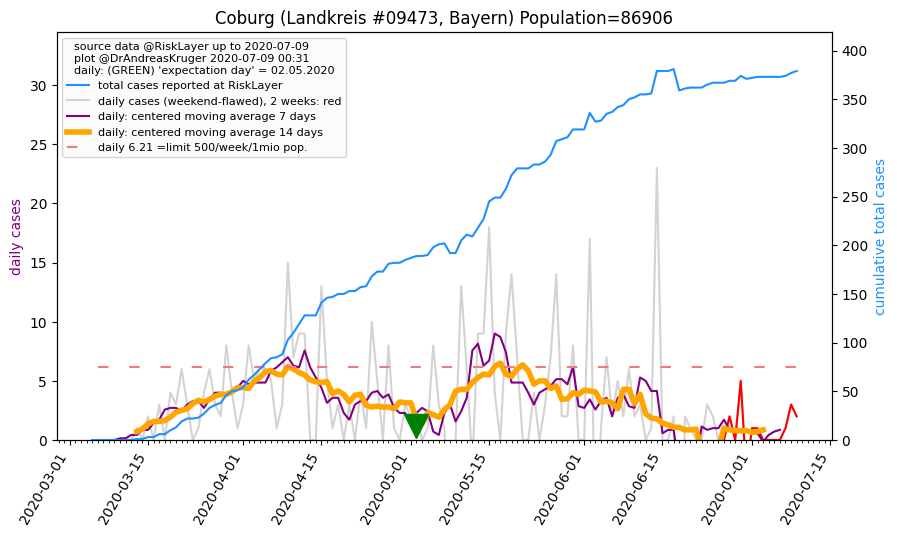 Coburg (Landkreis #09473, Bayern) Population=86906
source data @RiskLayer up to 2020-07-09
plot @DrAndreasKruger 2020-07-09 00:31
daily: (GREEN) 'expectation day' = 02.05.2020
total cases reported at RiskLayer
daily cases (weekend-flawed), 2 weeks: red
daily: centered moving average 7 days
daily: centered moving average 14 days
daily 6.21 =limit 500/week/1mio pop.
daily cases
30
25
20
15
10
5
0
cumulative total cases
400
350
300
250
200
150
100
50
0
2020-03-01
2020-03-15
2020-04-01
2020-04-15
2020-05-01
2020-05-15
2020-06-01
2020-06-15
2020-07-01
2020-07-15